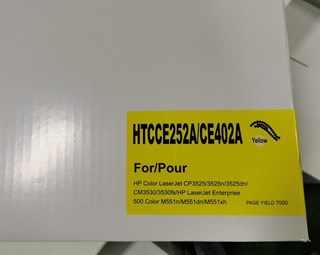 HTCCE252A/CE402A
Yellow
For/Pour
HP Color LaserJet CP3525/3525n/3525dn/
CM3530/3530fs/HP LaserJet Enterprise
500 Color M551n/M551dn/M551xh
PAGE YIELD 7000